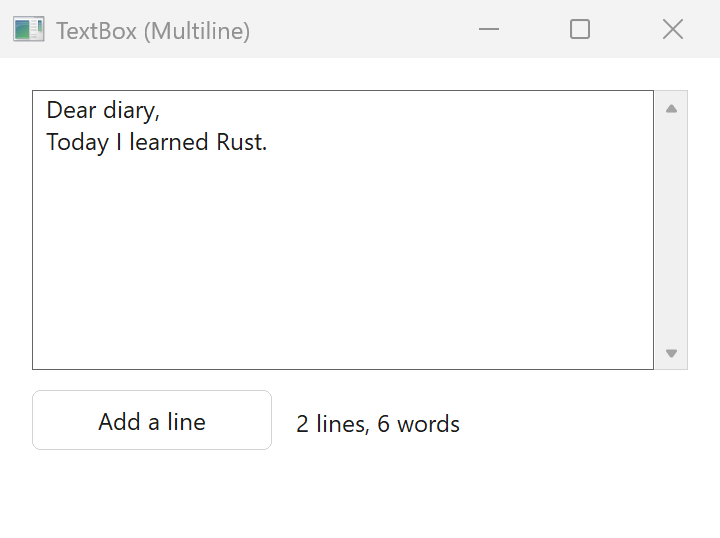 TextBox (Multiline)
Dear diary,
Today I learned Rust.
Add a line
2 lines, 6 words